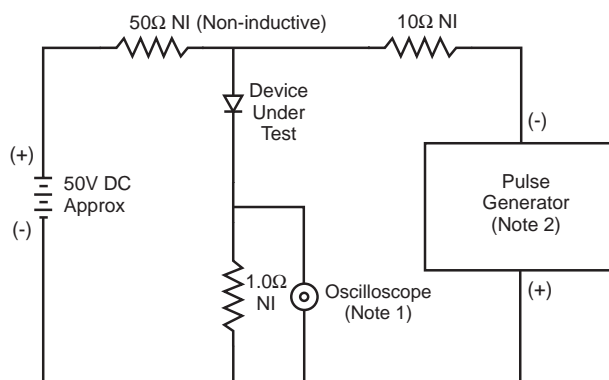 50Ω NI (Non-inductive)
10Ω NI
Device
Under
Test
(-)
(+)
50V DC
Approx
(-)
Pulse
Generator
(Note 2)
1.0Ω
NI
Oscilloscope
(Note 1)
(+)